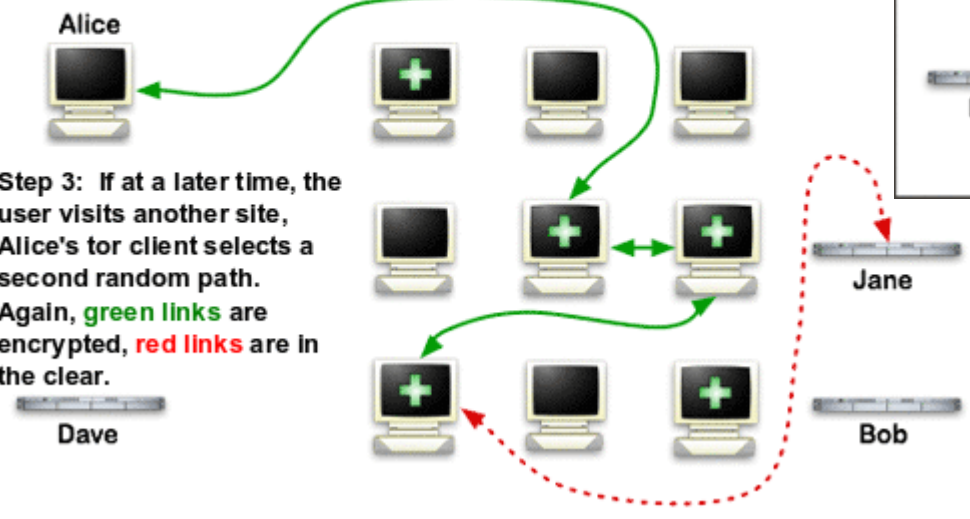 Alice
Step 3: If at a later time, the
user visits another site,
Alice's tor client selects a
second random path.
Again, green links are
encrypted, red links are in
the clear.
Dave
Jane
Bob